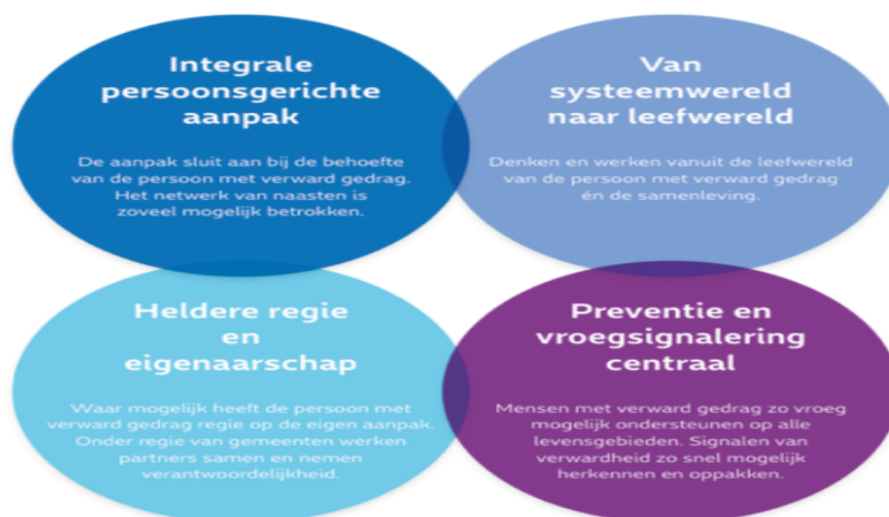 Integrale
persoonsgerichte
aanpak
De aanpak sluit aan bij de behoefte
van de persoon met verward gedrag.
Het netwerk van naasten is
zoveel mogelijk betrokken.
Van
systeemwereld
naar leefwereld
Denken en werken vanuit de leefwereld
van de persoon met verward gedrag
én de samenleving.
Heldere regie
en
eigenaarschap
Waar mogelijk heeft de persoon met
verward gedrag regie op de eigen aanpak.
Onder regie van gemeenten werken
partners samen en nemen
verantwoordelijkheid.
Preventie en
vroegsignalering
centraal
Mensen met verward gedrag zo vroeg
mogelijk ondersteunen op alle
levensgebieden. Signalen van
verwardheid zo snel mogelijk
herkennen en oppakken.